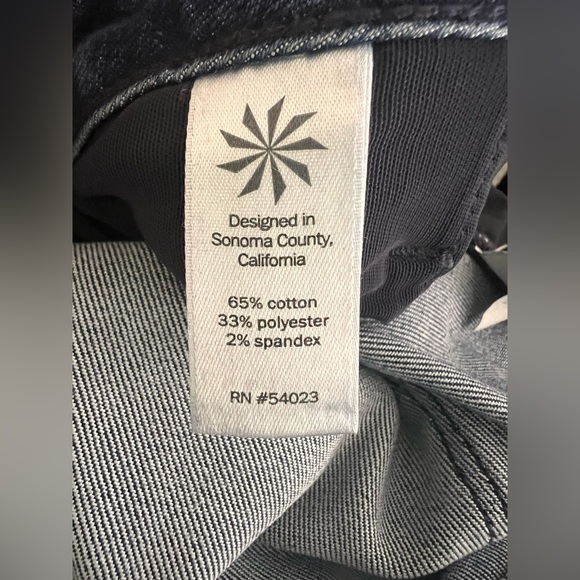 Designed in
Sonoma County,
California
65% cotton
33% polyester
2% spandex
RN #54023